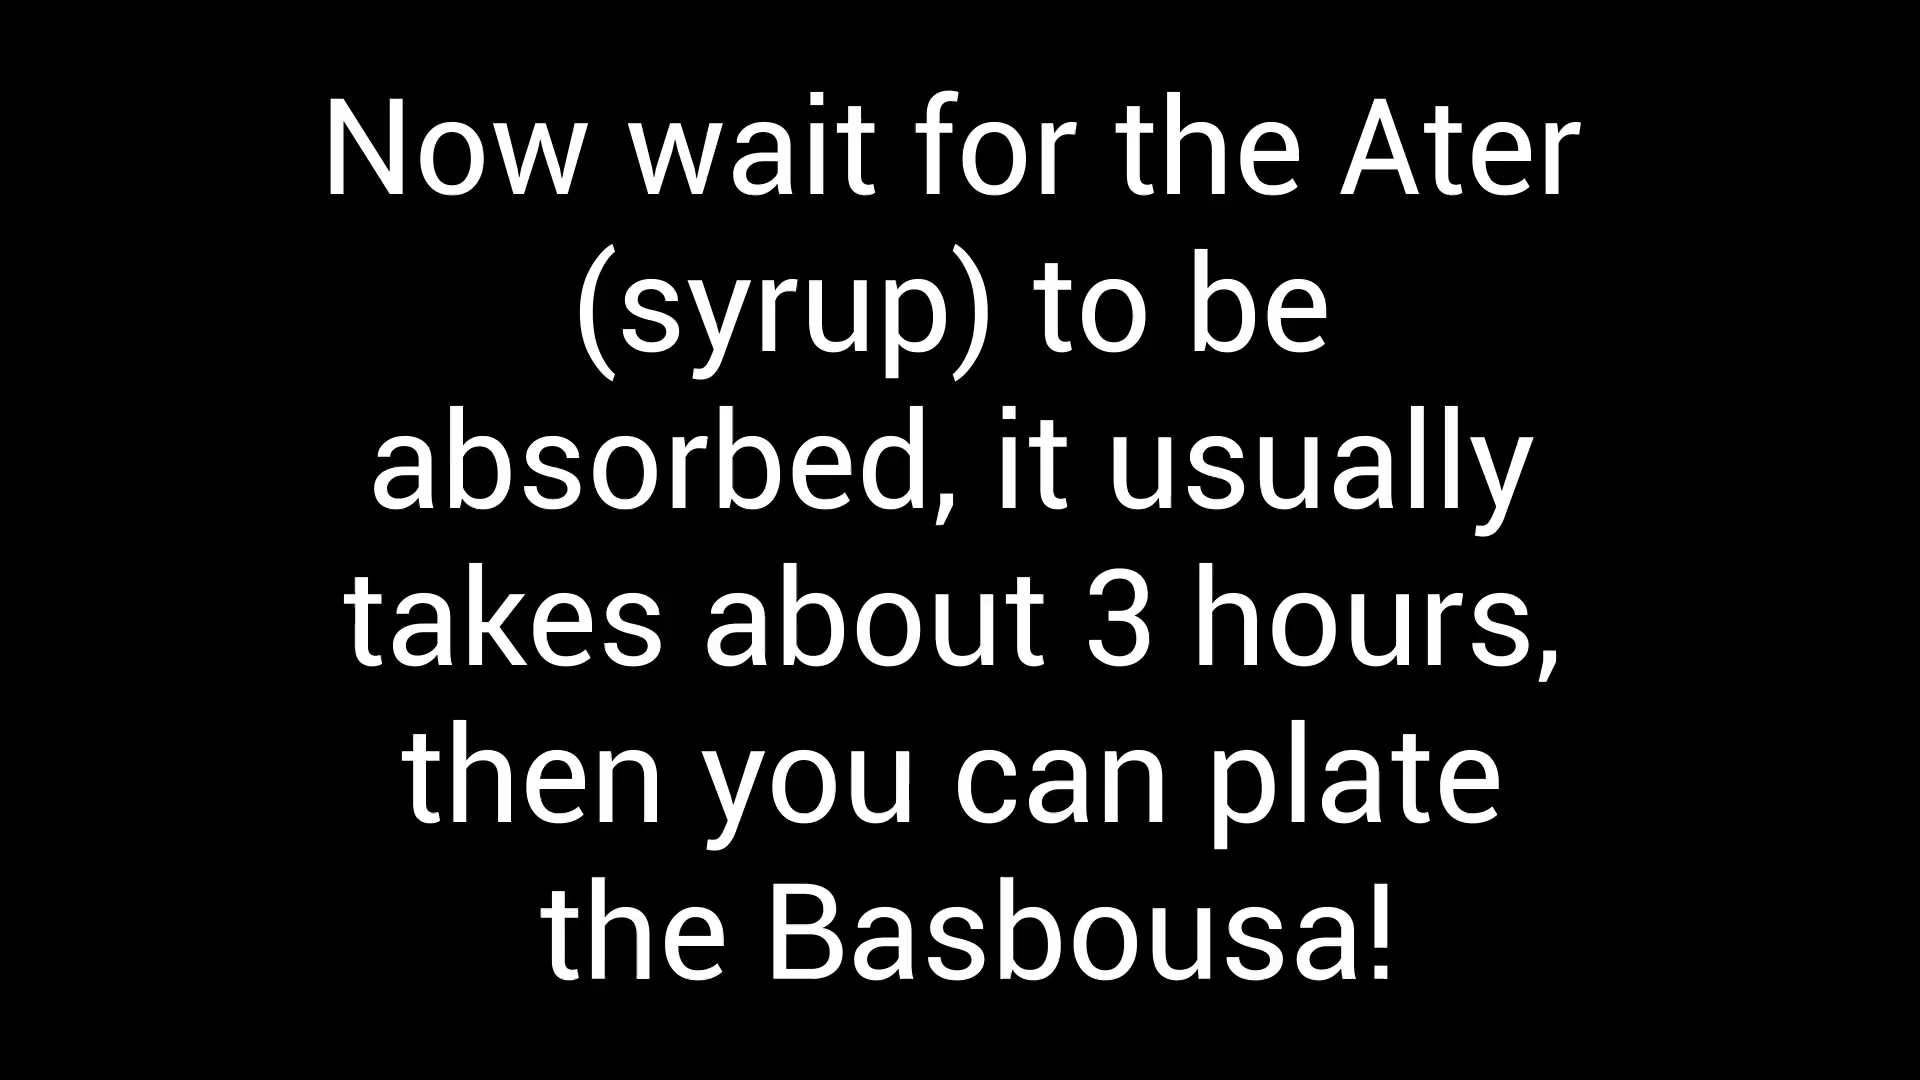 Now wait for the Ater
(syrup) to be
absorbed, it usually
takes about 3 hours,
then you can plate
the Basbousa!